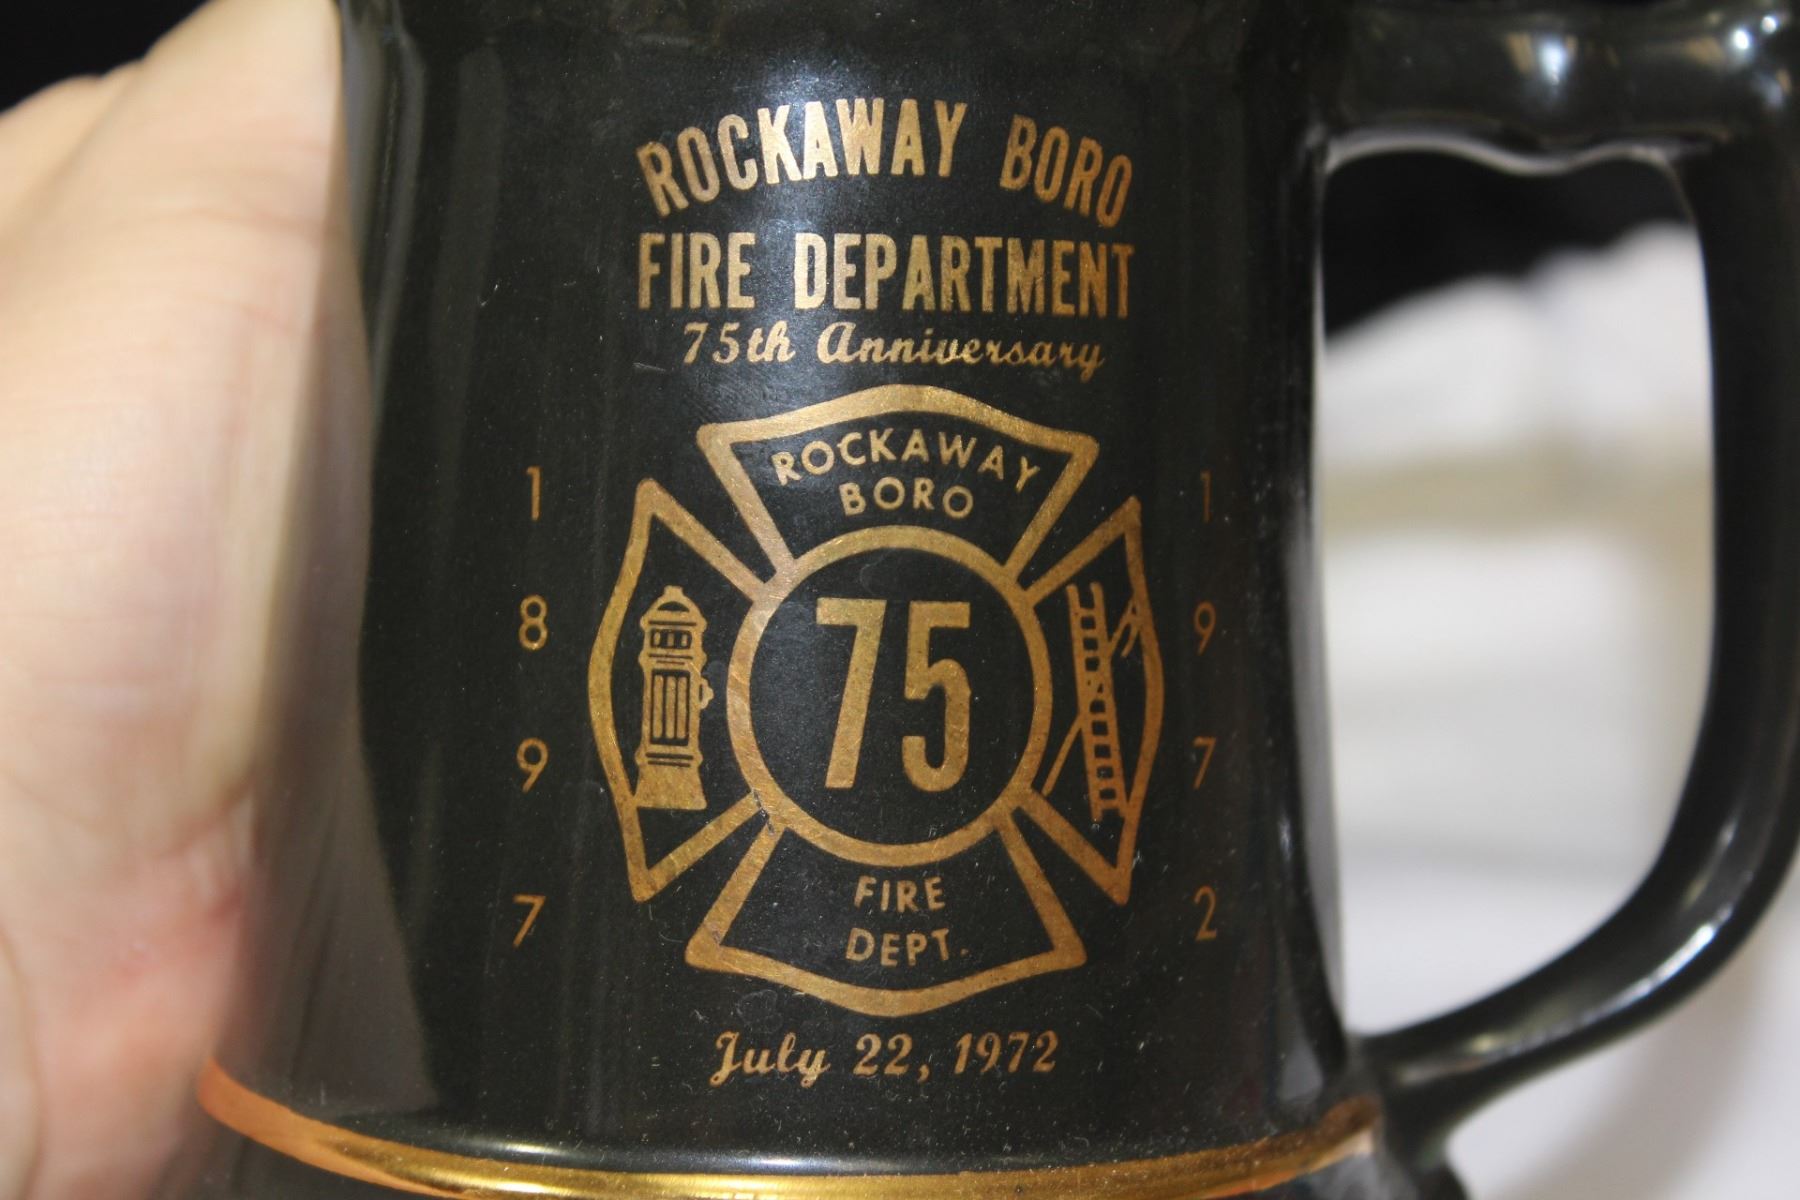 ROCKAWAY BORO
FIRE DEPARTMENT
75th Anniversary
ROCKAWAY
BORO
1
8
9
7
75
1
9
7
2
FIRE
DEPT.
July 22, 1972